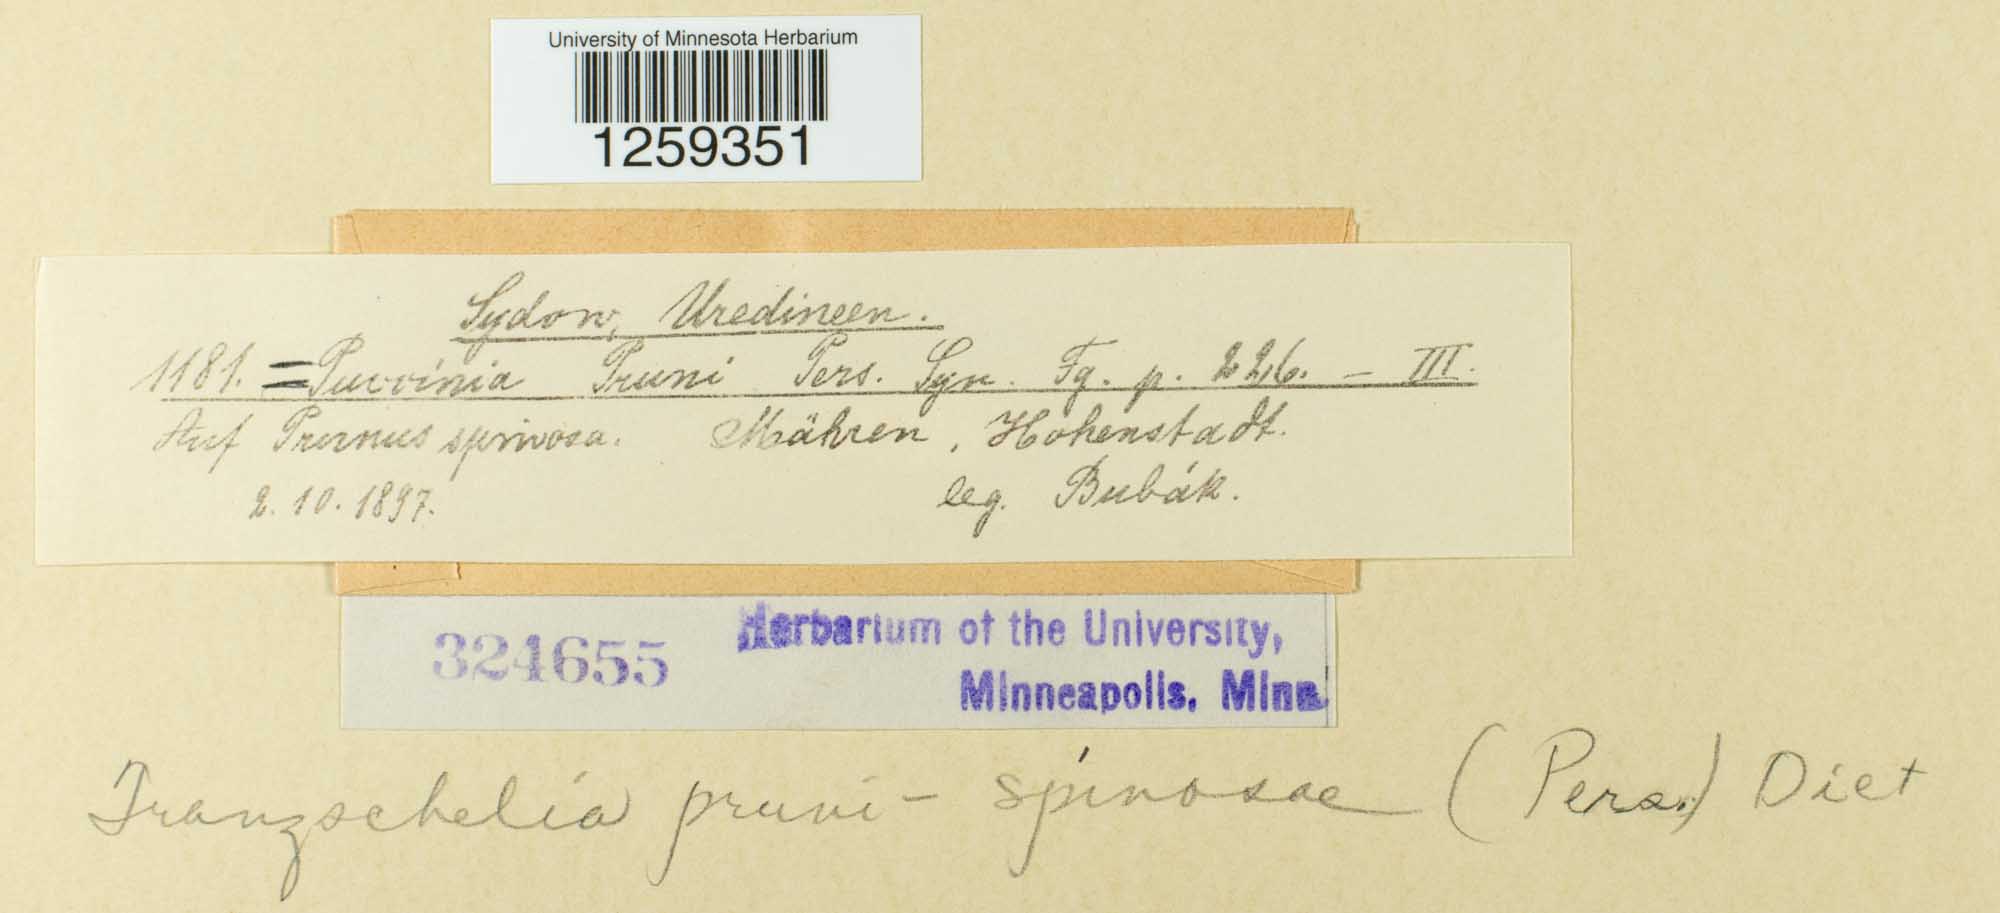 University of Minnesota Herbarium
1259351
Sydow, Uredineen.
1181. = Puccinia Pruni Pers. Syn. Fg. p. 226. – III.
Auf Prunus spinosa. Mähren, Hohenstadt.
2. 10. 1897. leg. Bubák.
324655 Herbarium of the University,
Minneapolis, Minn
Tranzschelia pruni-spinosae (Pers.) Diet